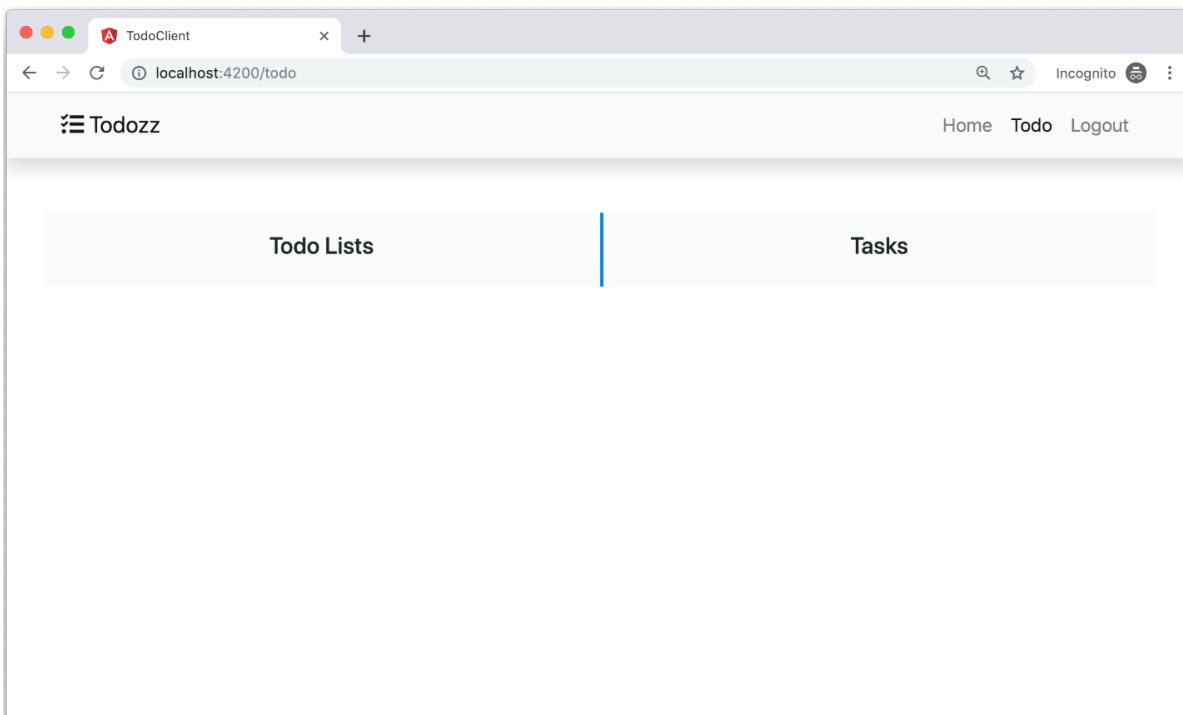 TodoClient
localhost:4200/todo
Incognito
Todozz
Home Todo Logout
Todo Lists
Tasks